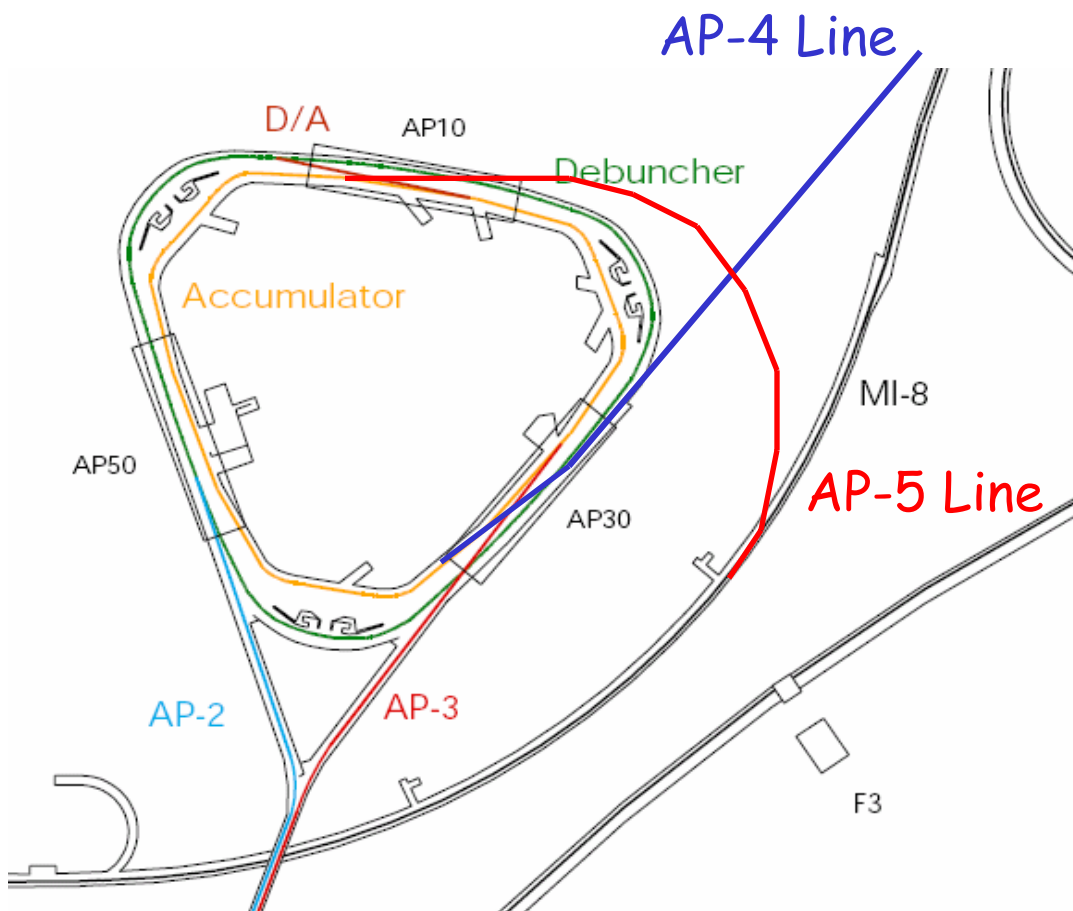 AP-4 Line
D/A
AP10
Debuncher
Accumulator
MI-8
AP50
AP-5 Line
AP30
AP-2
AP-3
F3